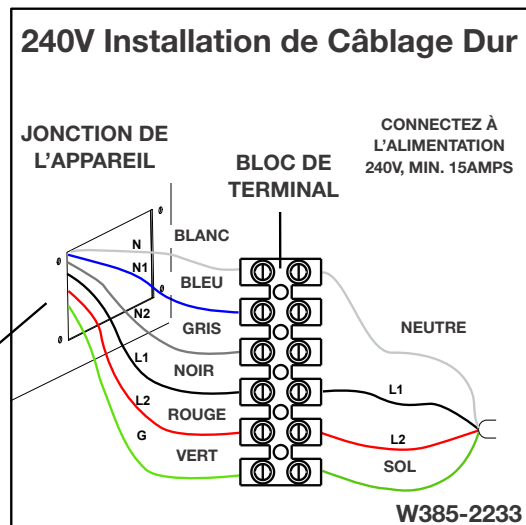 240V Installation de Câblage Dur
JONCTION DE
L'APPAREIL
BLOC DE
TERMINAL
CONNECTEZ À
L'ALIMENTATION
240V, MIN. 15AMPS
N
BLANC
N1
BLEU
N2
GRIS
L1
NOIR
L2
ROUGE
G
VERT
NEUTRE
L1
L2
SOL
W385-2233